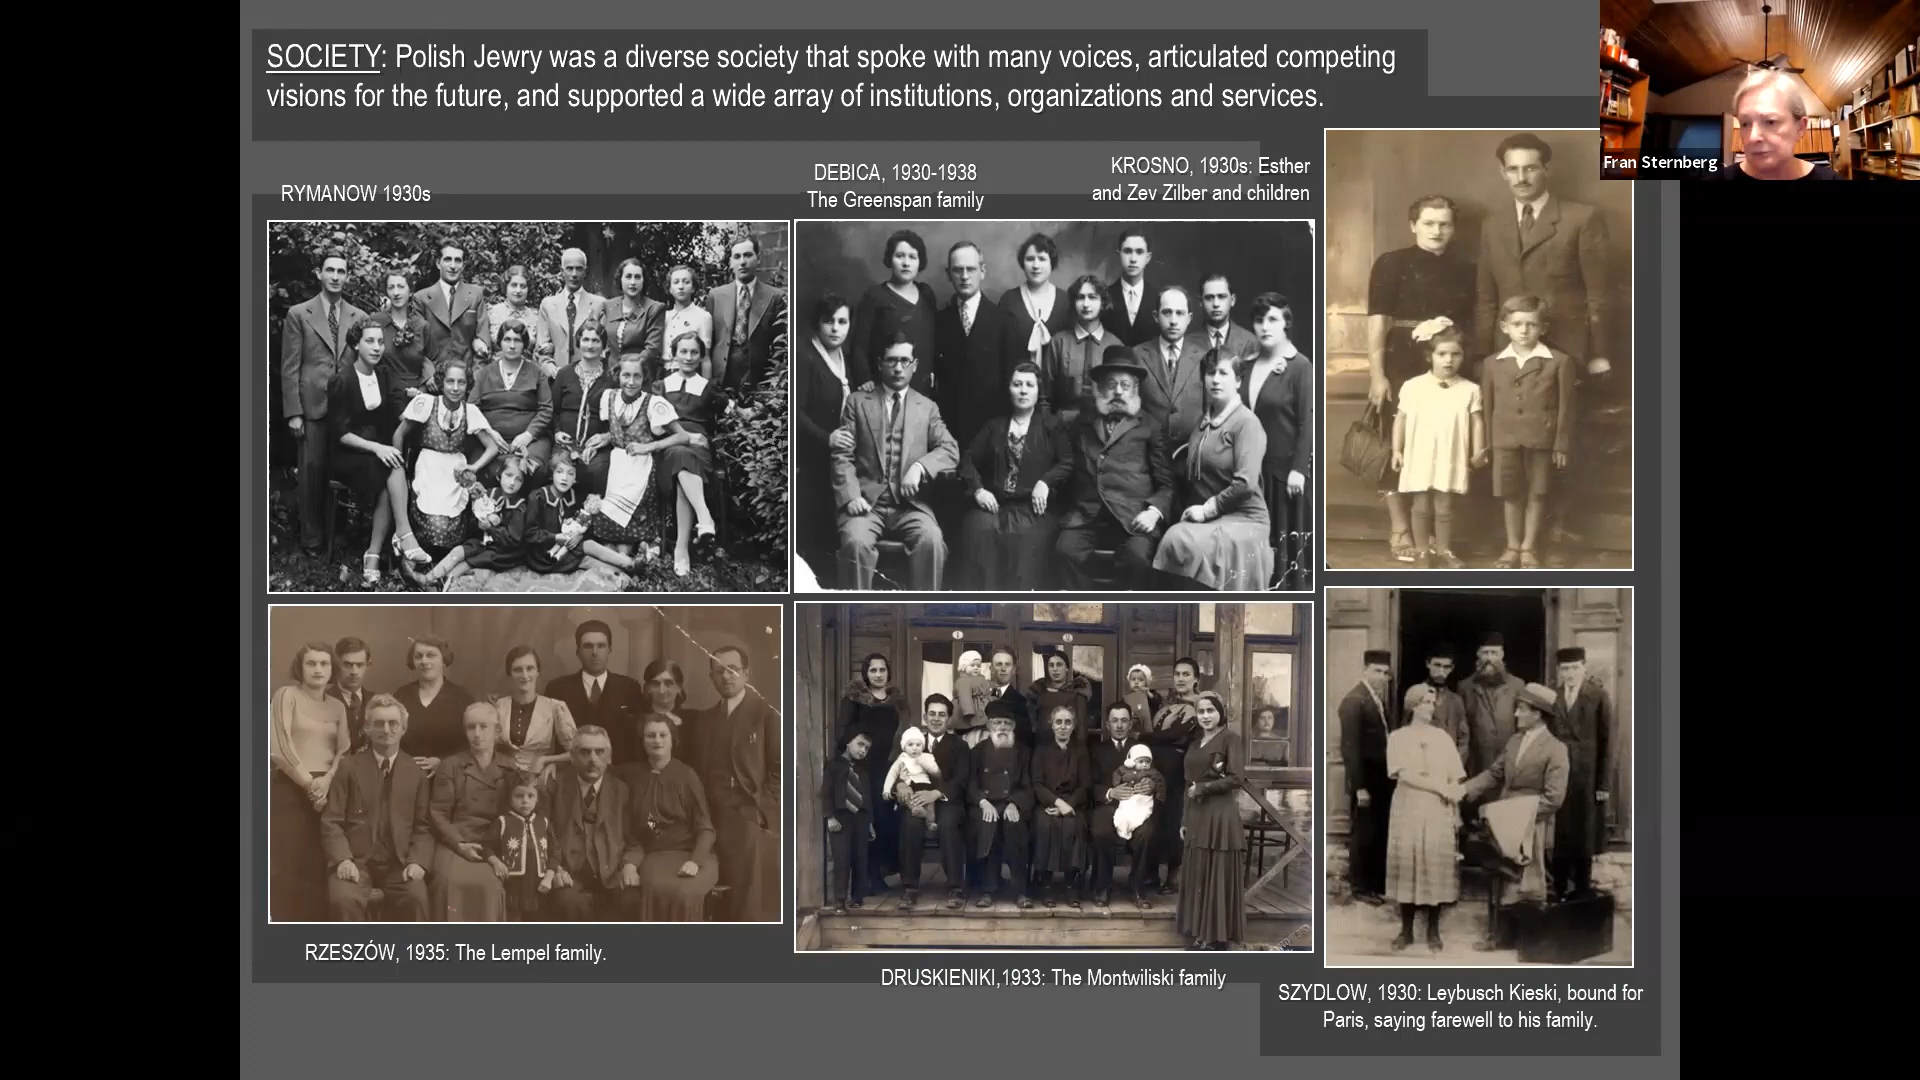 SOCIETY: Polish Jewry was a diverse society that spoke with many voices, articulated competing
visions for the future, and supported a wide array of institutions, organizations and services.
Fran Sternberg
RYMANOW 1930s
DEBICA, 1930-1938
The Greenspan family
KROSNO, 1930s: Esther
and Zev Zilber and children
RZESZÓW, 1935: The Lempel family.
DRUSKIENIKI,1933: The Montwiliski family
SZYDLOW, 1930: Leybusch Kieski, bound for
Paris, saying farewell to his family.